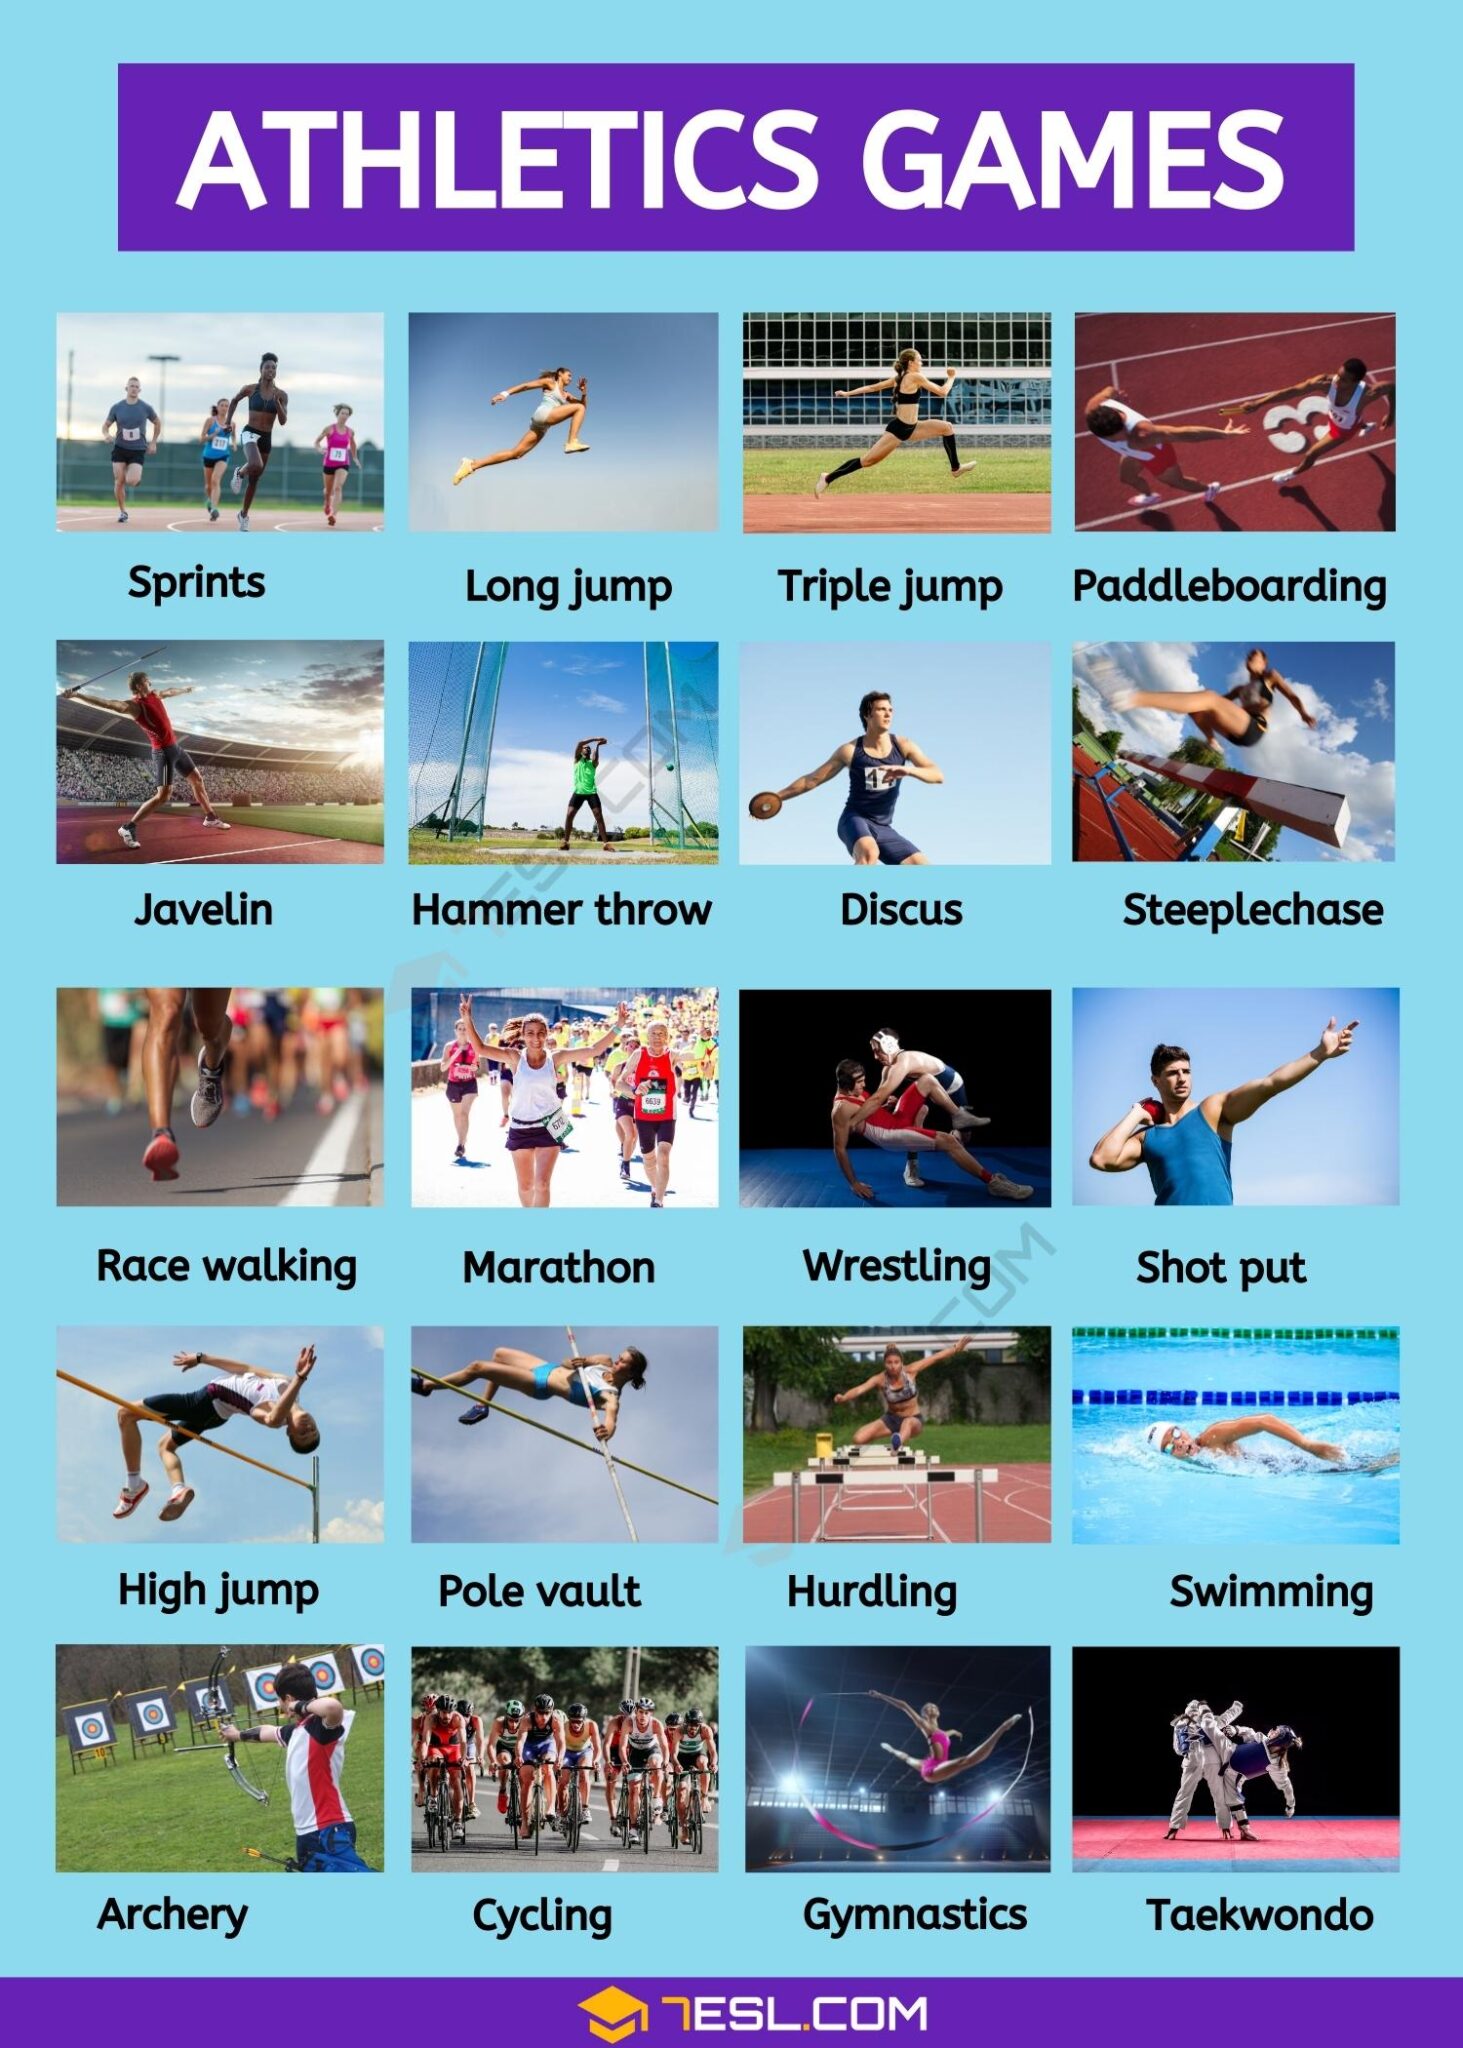 ATHLETICS GAMES
Sprints
Long jump
Triple jump
Paddleboarding
Javelin
Hammer throw
Discus
Steeplechase
Race walking
Marathon
Wrestling
Shot put
High jump
Pole vault
Hurdling
Swimming
Archery
Cycling
Gymnastics
Taekwondo
7ESL.COM